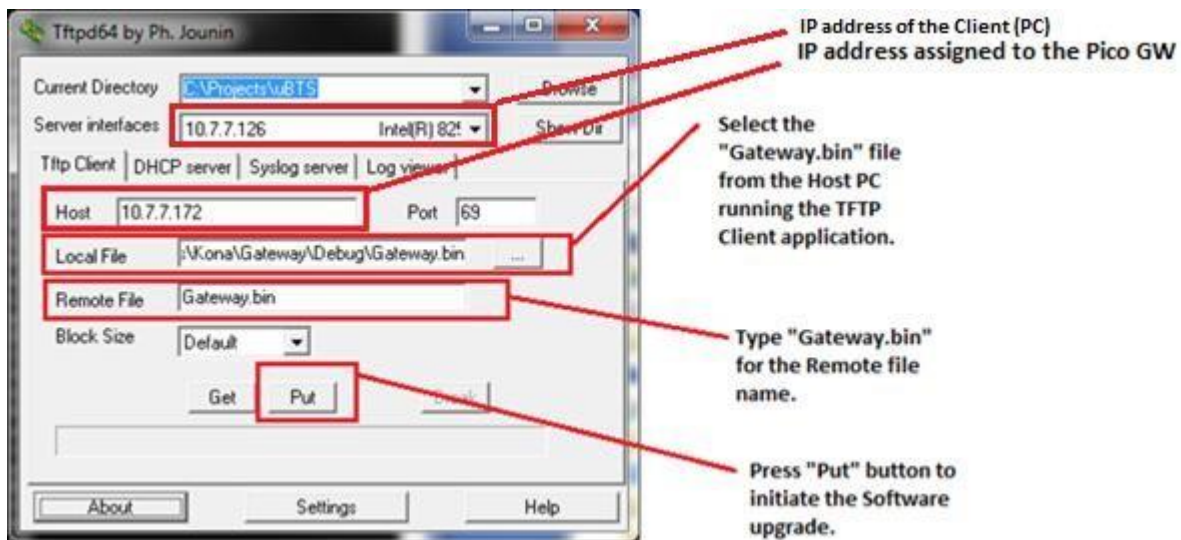 Tftpd64 by Ph. Jounin
Current Directory C:\Projects\uBTS Browse
Server interfaces 10.7.7.126 Intel(R) 82! Show Dir
Tftp Client DHCP server Syslog server Log viewer
Host 10.7.7.172 Port 69
Local File :\Kona\Gateway\Debug\Gateway.bin ...
Remote File Gateway.bin
Block Size Default
Get Put Break
About Settings Help
IP address of the Client (PC)
IP address assigned to the Pico GW
Select the
"Gateway.bin" file
from the Host PC
running the TFTP
Client application.
Type "Gateway.bin"
for the Remote file
name.
Press "Put" button to
initiate the Software
upgrade.